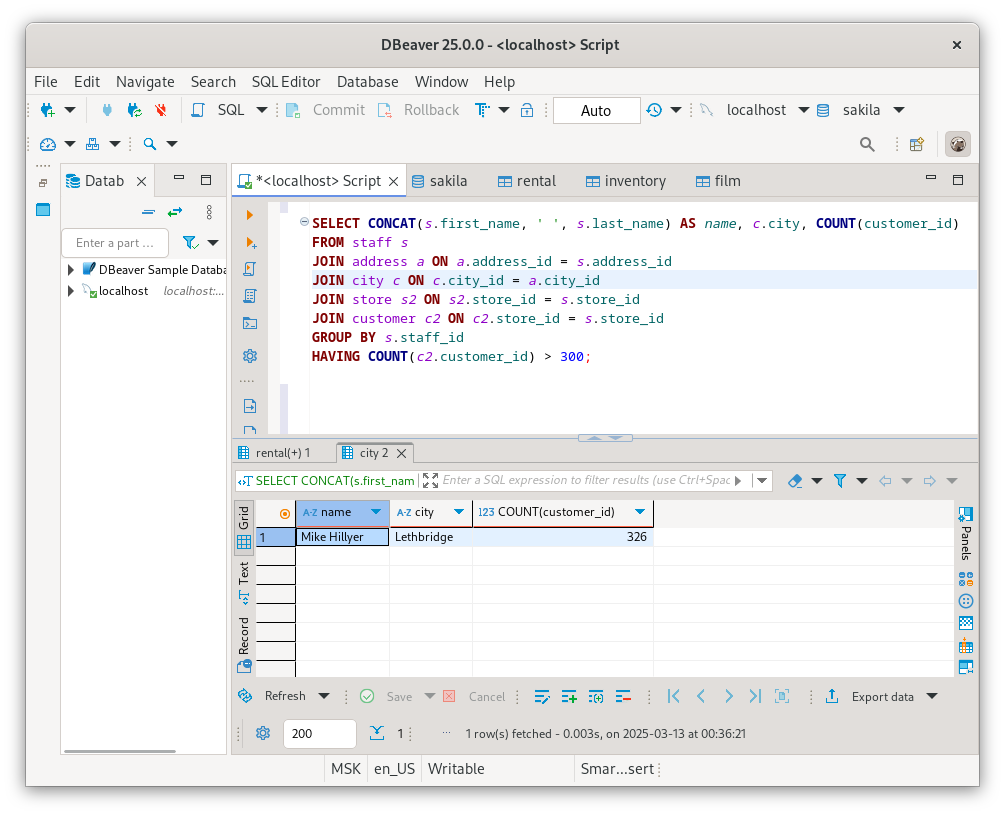 DBeaver 25.0.0 - <localhost> Script
File Edit Navigate Search SQL Editor Database Window Help
SQL Commit Rollback Auto localhost sakila
Datab
*<localhost> Script sakila rental inventory film
Enter a part ...
DBeaver Sample Databa
localhost localhost:...
SELECT CONCAT(s.first_name, ' ', s.last_name) AS name, c.city, COUNT(customer_id)
FROM staff s
JOIN address a ON a.address_id = s.address_id
JOIN city c ON c.city_id = a.city_id
JOIN store s2 ON s2.store_id = s.store_id
JOIN customer c2 ON c2.store_id = s.store_id
GROUP BY s.staff_id
HAVING COUNT(c2.customer_id) > 300;
rental(+) 1 city 2
SELECT CONCAT(s.first_nam Enter a SQL expression to filter results (use Ctrl+Spac
Grid
Text
Record
A-Z name A-Z city 123 COUNT(customer_id)
1 Mike Hillyer Lethbridge 326
Panels
Refresh Save Cancel Export data
200 1 ... 1 row(s) fetched - 0.003s, on 2025-03-13 at 00:36:21
MSK en_US Writable Smar...sert